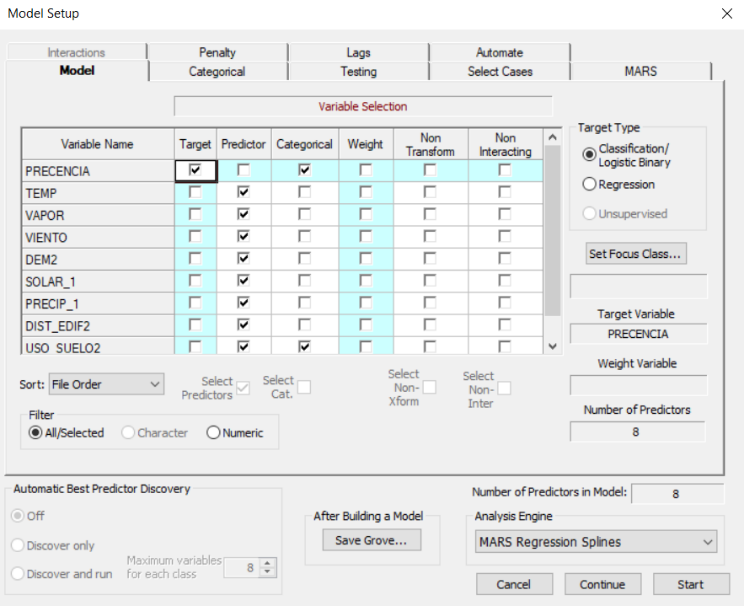 Model Setup
Interactions Penalty Lags Automate
Model Categorical Testing Select Cases MARS
Variable Selection
Variable Name Target Predictor Categorical Weight Non Transform Non Interacting
PRECENCIA
TEMP
VAPOR
VIENTO
DEM2
SOLAR_1
PRECIP_1
DIST_EDIF2
USO_SUELO2
Sort: File Order
Select Predictors
Select Cat.
Select Non-Xform
Select Non-Inter
Filter
All/Selected Character Numeric
Target Type
Classification/
Logistic Binary
Regression
Unsupervised
Set Focus Class...
Target Variable
PRECENCIA
Weight Variable
Number of Predictors
8
Automatic Best Predictor Discovery
Off
Discover only
Discover and run
Maximum variables
for each class
8
After Building a Model
Save Grove...
Number of Predictors in Model: 8
Analysis Engine
MARS Regression Splines
Cancel Continue Start